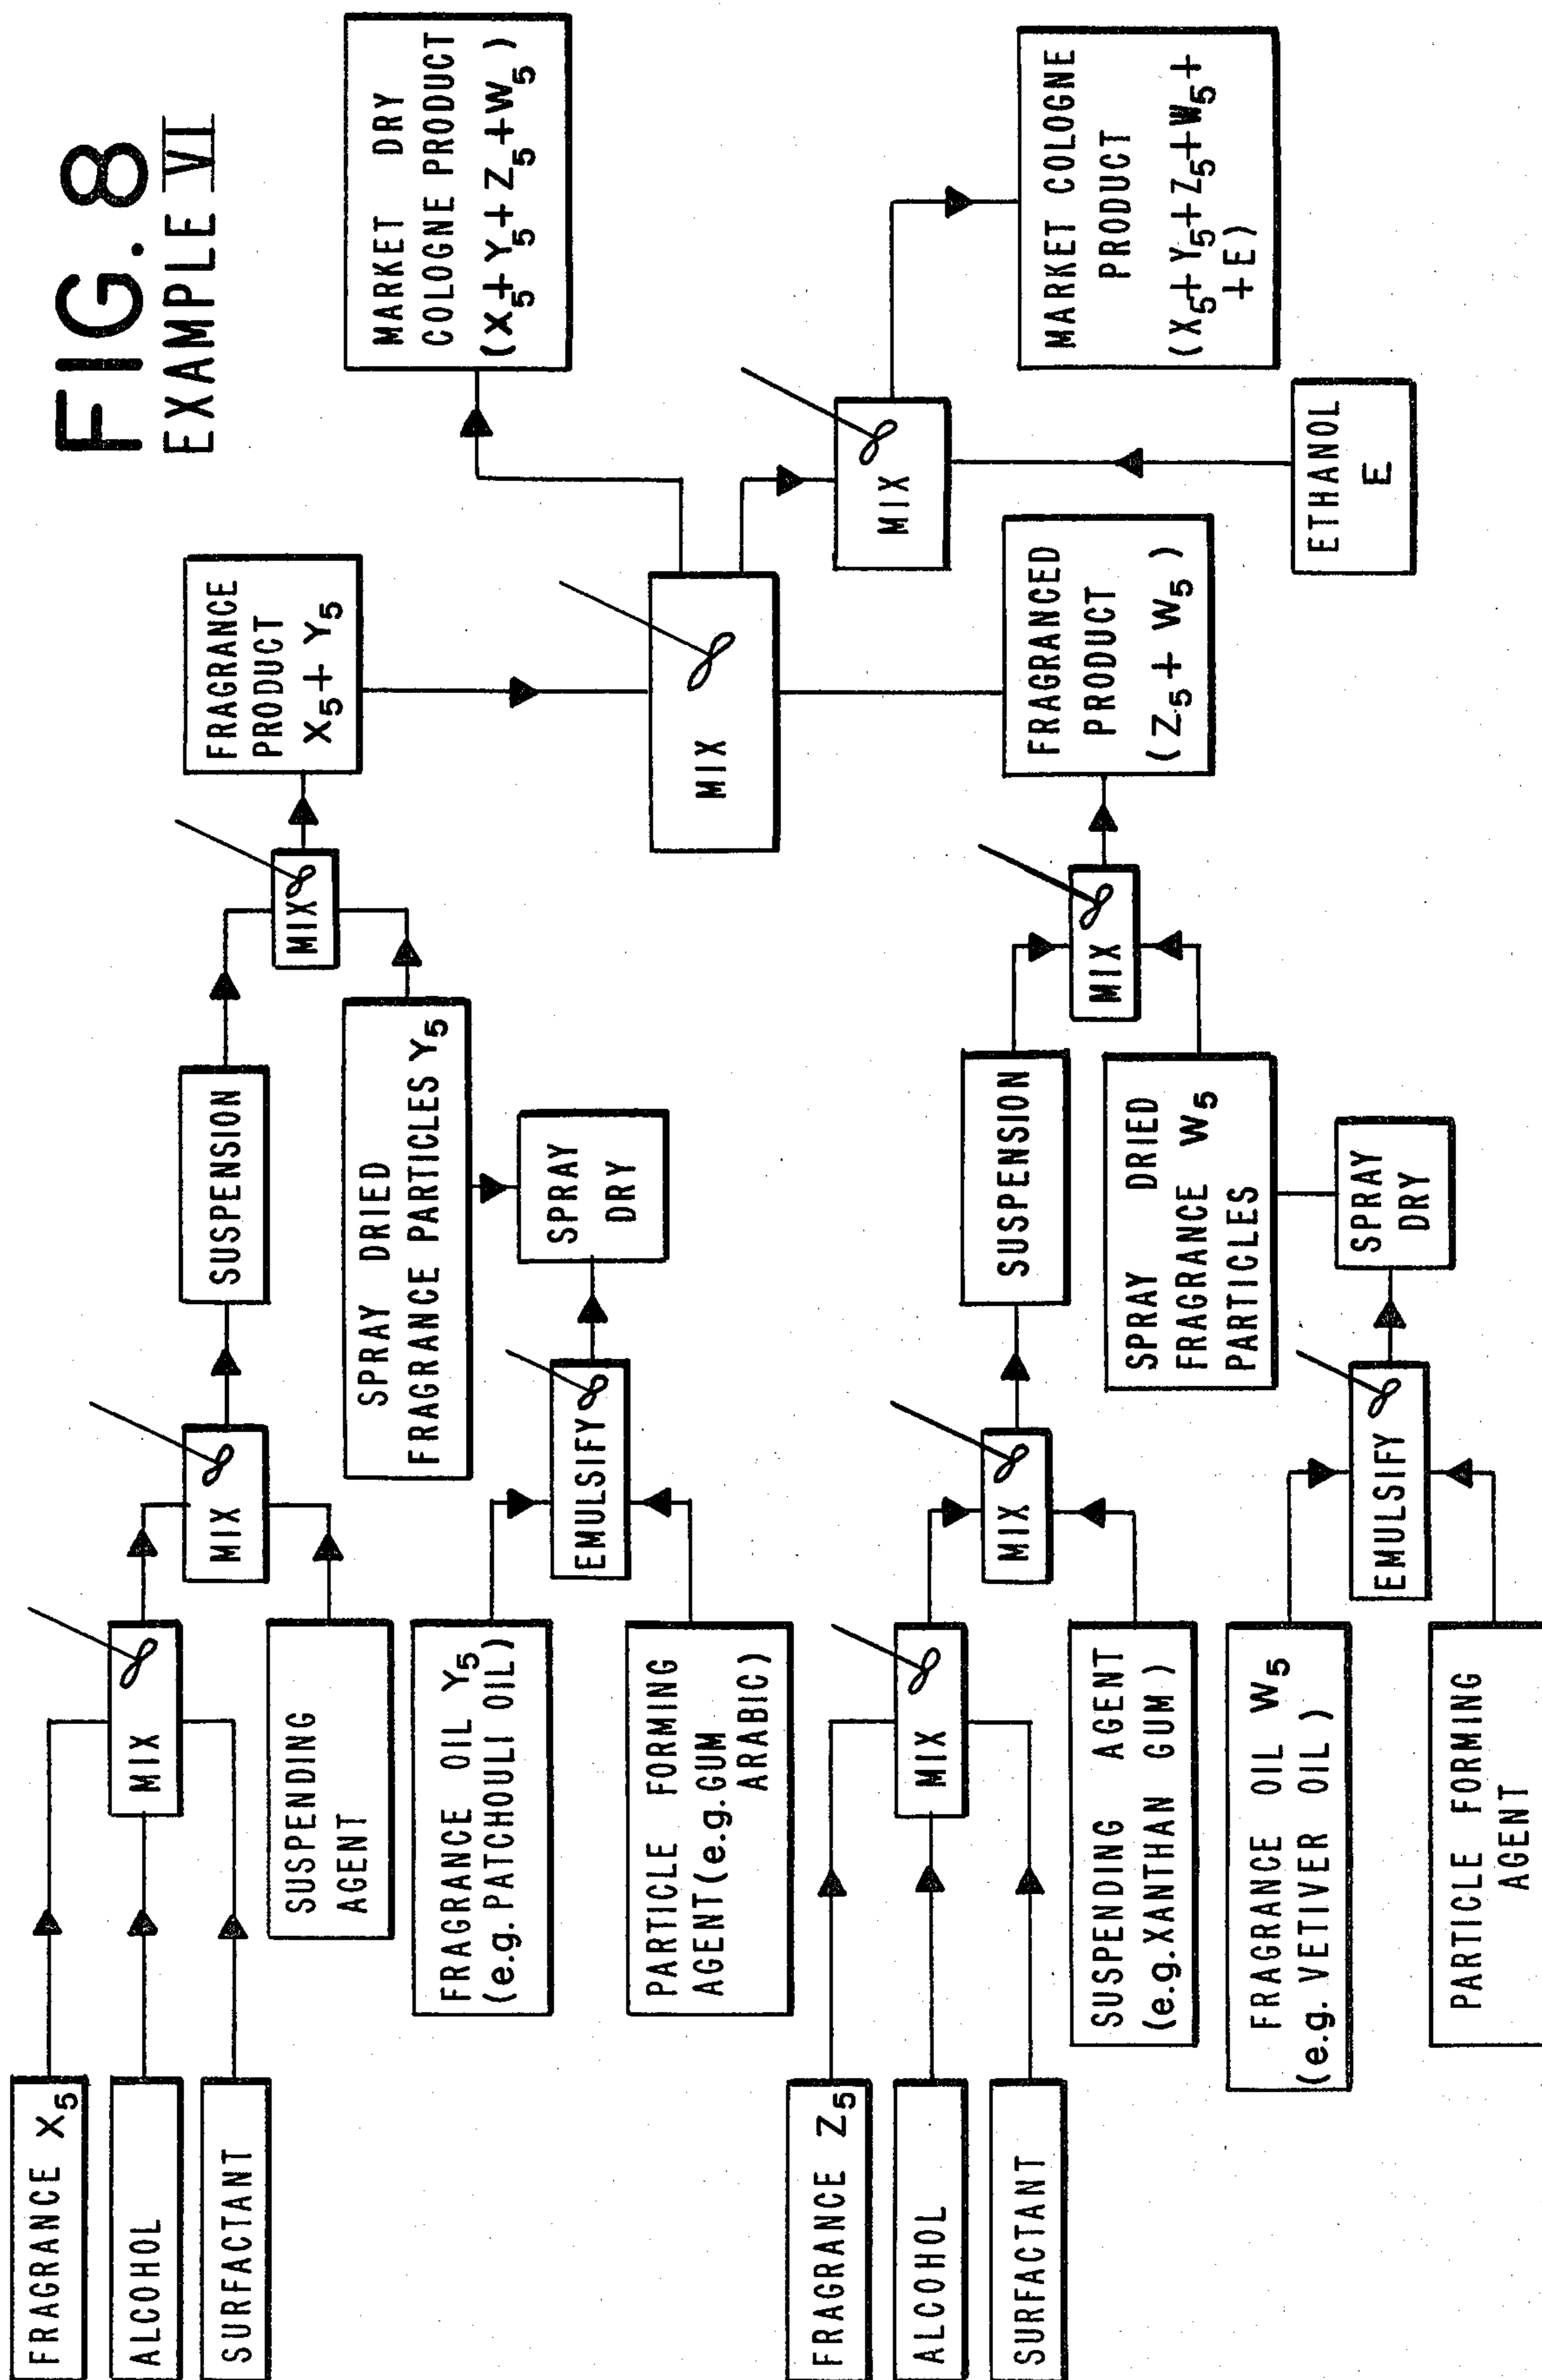 FIG. 8
EXAMPLE VI
FRAGRANCE X5
ALCOHOL
SURFACTANT
MIX
SUSPENDING
AGENT
MIX
SUSPENSION
FRAGRANCE OIL Y5
(e.g. PATCHOULI OIL)
PARTICLE FORMING
AGENT (e.g. GUM
ARABIC)
EMULSIFY
SPRAY
DRY
SPRAY DRIED
FRAGRANCE PARTICLES Y5
MIX
FRAGRANCE
PRODUCT
X5+ Y5
MIX
MARKET DRY
COLOGNE PRODUCT
(X5+Y5+Z5+W5)
MIX
MARKET COLOGNE
PRODUCT
(X5+Y5+Z5+W5+
+E)
ETHANOL
E
FRAGRANCE Z5
ALCOHOL
SURFACTANT
MIX
SUSPENDING AGENT
(e.g. XANTHAN GUM)
MIX
SUSPENSION
FRAGRANCE OIL W5
(e.g. VETIVER OIL)
PARTICLE FORMING
AGENT
EMULSIFY
SPRAY
DRY
SPRAY DRIED
FRAGRANCE W5
PARTICLES
MIX
FRAGRANCED
PRODUCT
(Z5+ W5)